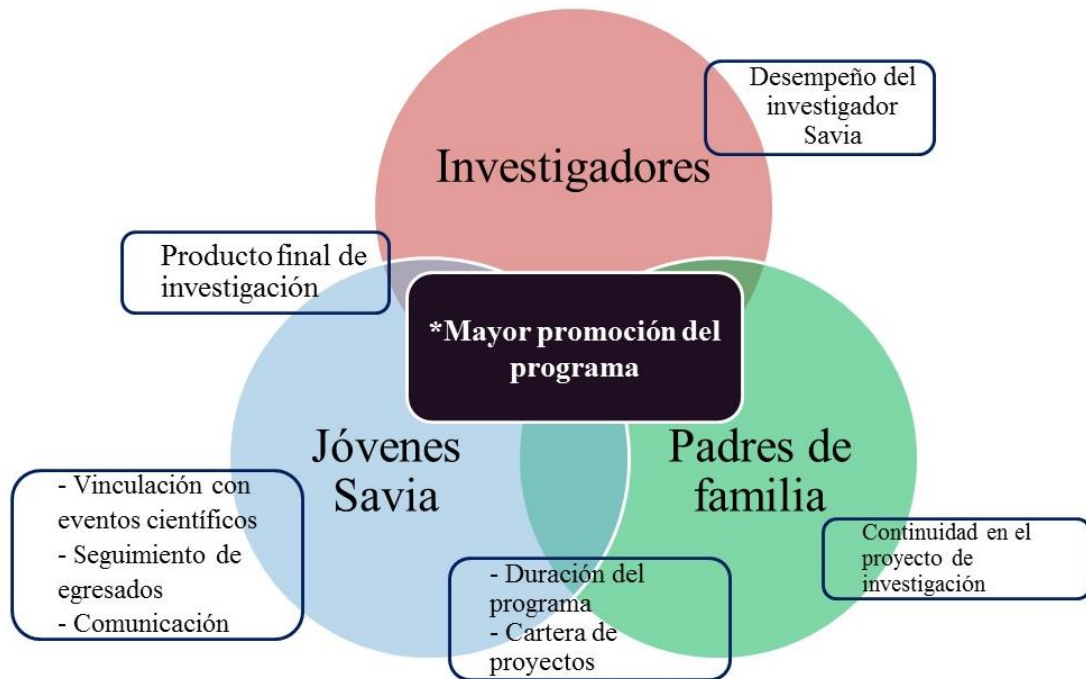 Desempeño del
investigador
Savia
Investigadores
Producto final de
investigación
*Mayor promoción del
programa
Jóvenes
Savia
Padres de
familia
- Vinculación con
eventos científicos
- Seguimiento de
egresados
- Comunicación
- Duración del
programa
- Cartera de
proyectos
Continuidad en el
proyecto de
investigación